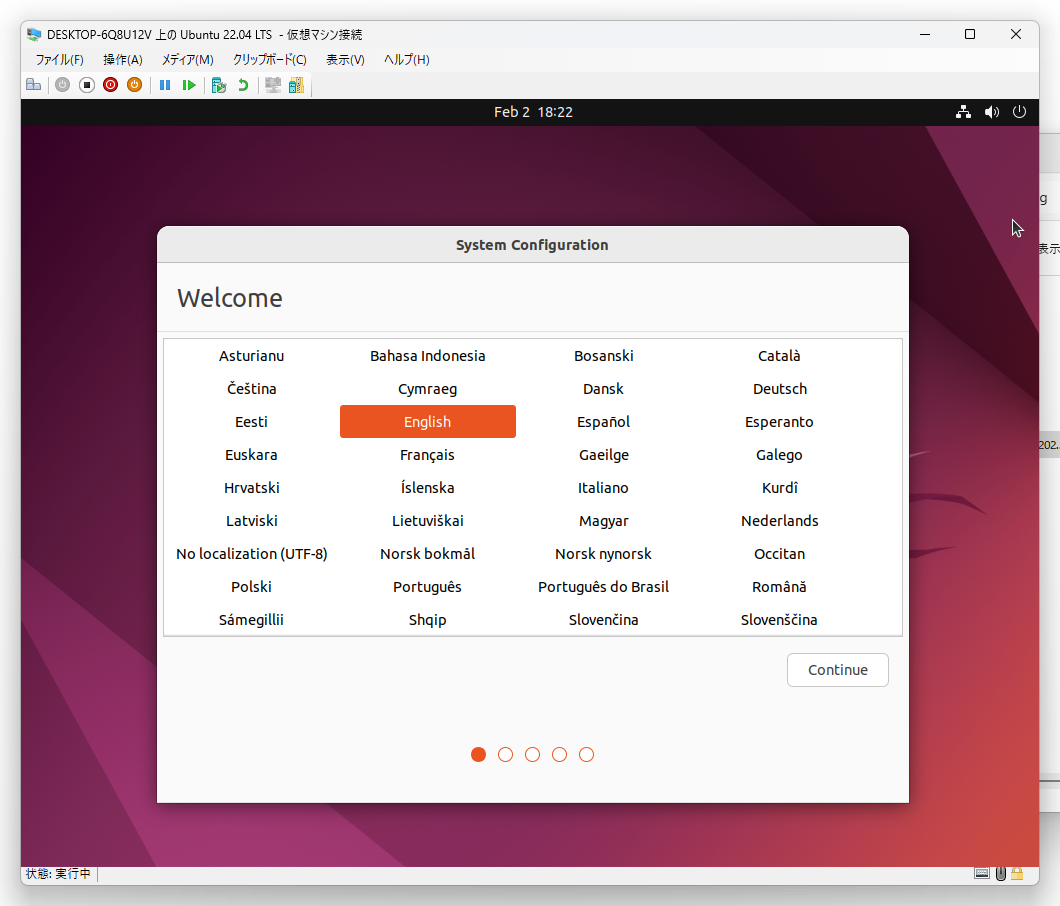 DESKTOP-6Q8U12V 上の Ubuntu 22.04 LTS - 仮想マシン接続
ファイル(F) 操作(A) メディア(M) クリップボード(C) 表示(V) ヘルプ(H)
Feb 2 18:22
g
表示
System Configuration
Welcome
Asturianu Bahasa Indonesia Bosanski Català
Čeština Cymraeg Dansk Deutsch
Eesti English Español Esperanto
202...
Euskara Français Gaeilge Galego
Hrvatski Íslenska Italiano Kurdî
Latviski Lietuviškai Magyar Nederlands
No localization (UTF-8) Norsk bokmål Norsk nynorsk Occitan
Polski Português Português do Brasil Română
Sámegillii Shqip Slovenčina Slovenščina
Continue
状態: 実行中